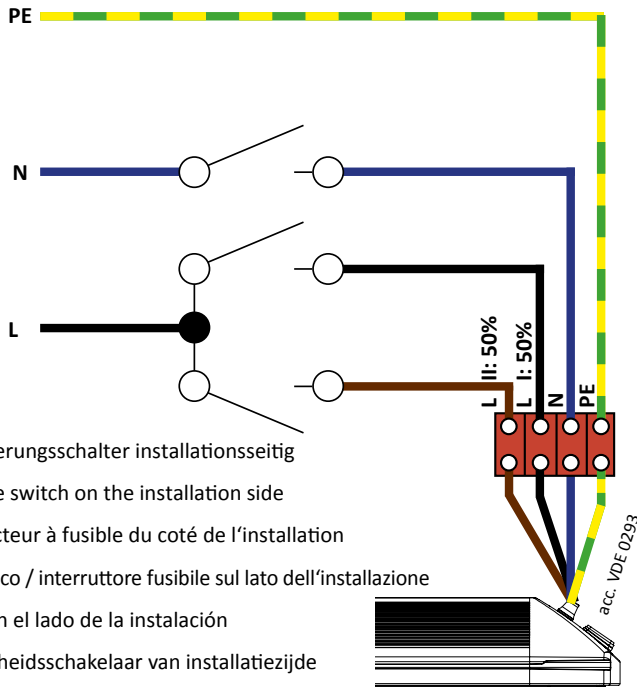 PE
N
L
L II: 50%
L I: 50%
N
PE
erungsschalter installationsseitig
e switch on the installation side
cteur à fusible du coté de l‘installation
co / interruttore fusibile sul lato dell‘installazione
n el lado de la instalación
heidsschakelaar van installatiezijde
acc. VDE 0293